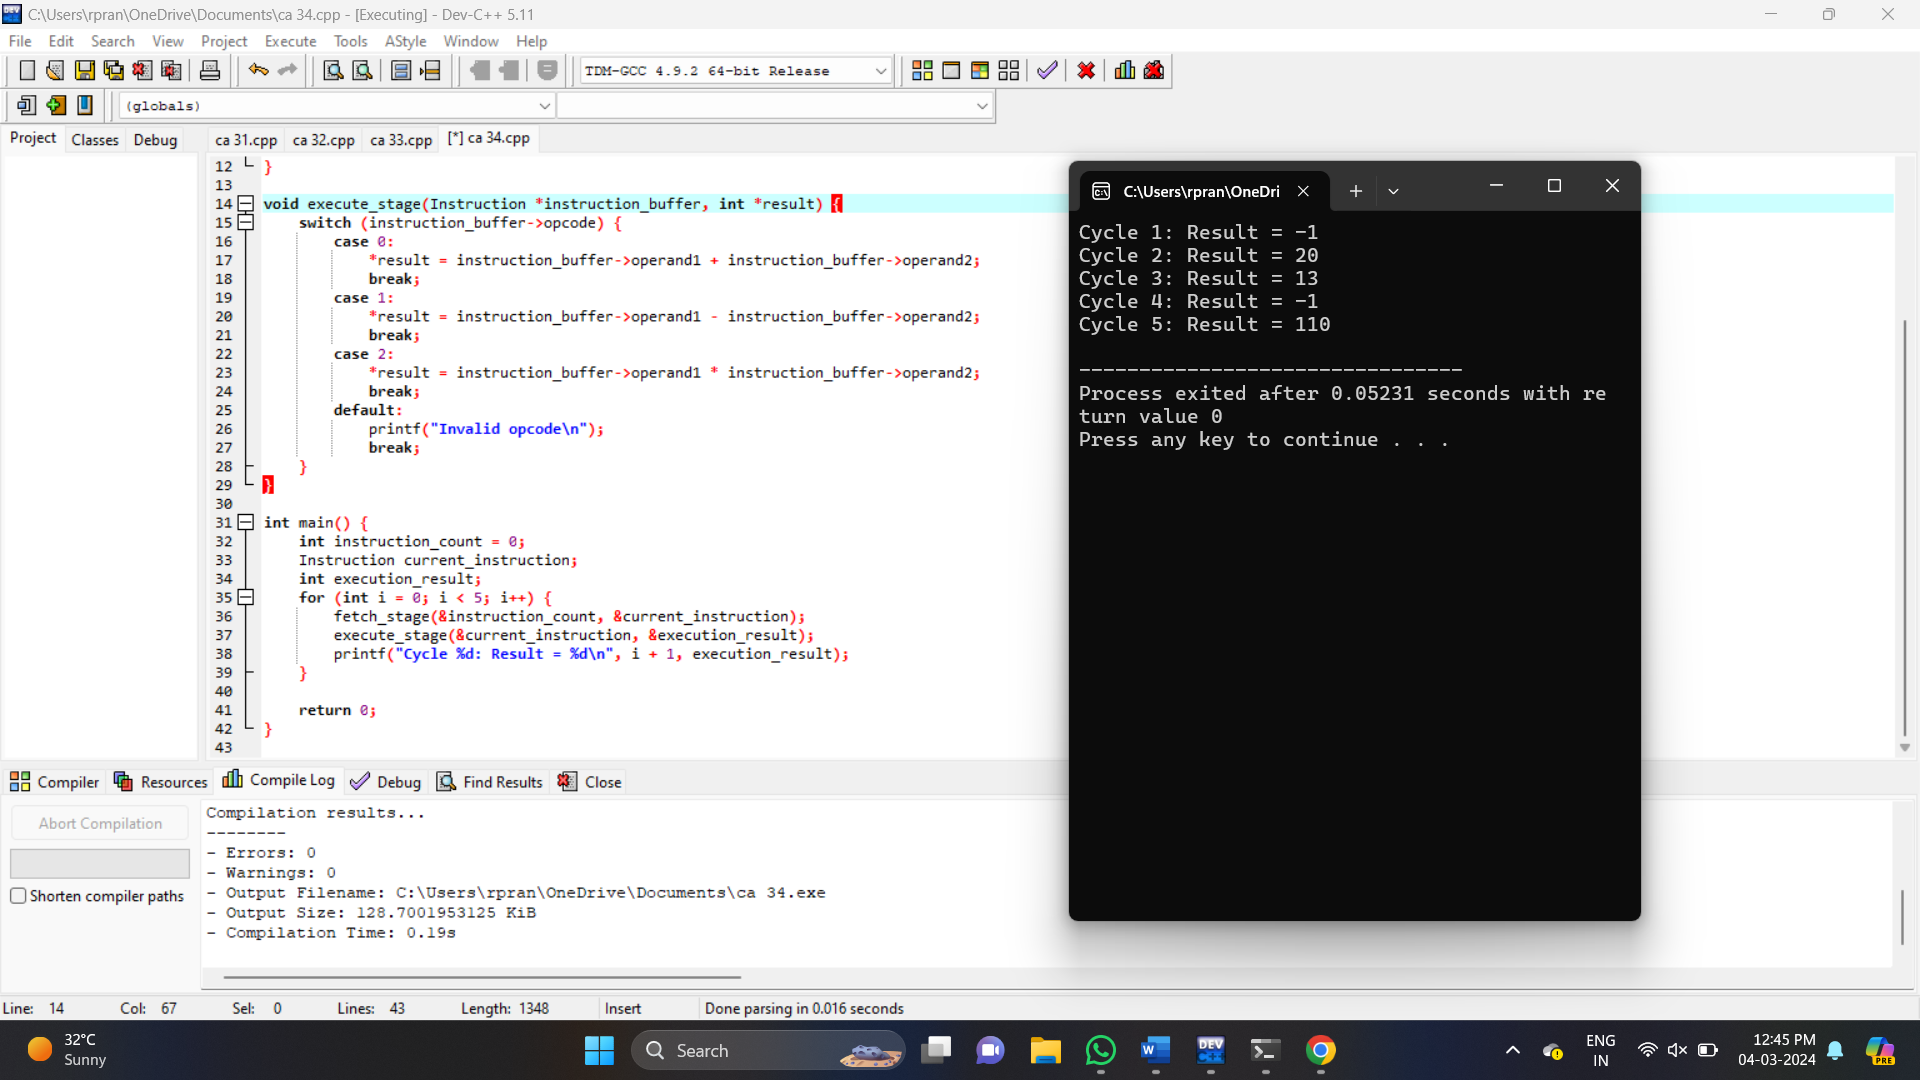 C:\Users\rpran\OneDrive\Documents\ca 34.cpp - [Executing] - Dev-C++ 5.11
File Edit Search View Project Execute Tools AStyle Window Help
TDM-GCC 4.9.2 64-bit Release
(globals)
Project Classes Debug
ca 31.cpp ca 32.cpp ca 33.cpp [*] ca 34.cpp
12 }
13
14 void execute_stage(Instruction *instruction_buffer, int *result) {
15 switch (instruction_buffer->opcode) {
16 case 0:
17 *result = instruction_buffer->operand1 + instruction_buffer->operand2;
18 break;
19 case 1:
20 *result = instruction_buffer->operand1 - instruction_buffer->operand2;
21 break;
22 case 2:
23 *result = instruction_buffer->operand1 * instruction_buffer->operand2;
24 break;
25 default:
26 printf("Invalid opcode\n");
27 break;
28 }
29 }
30
31 int main() {
32 int instruction_count = 0;
33 Instruction current_instruction;
34 int execution_result;
35 for (int i = 0; i < 5; i++) {
36 fetch_stage(&instruction_count, &current_instruction);
37 execute_stage(&current_instruction, &execution_result);
38 printf("Cycle %d: Result = %d\n", i + 1, execution_result);
39 }
40
41 return 0;
42 }
43
C:\Users\rpran\OneDri
Cycle 1: Result = -1
Cycle 2: Result = 20
Cycle 3: Result = 13
Cycle 4: Result = -1
Cycle 5: Result = 110
--------------------------------
Process exited after 0.05231 seconds with re
turn value 0
Press any key to continue . . .
Compiler Resources Compile Log Debug Find Results Close
Abort Compilation
Shorten compiler paths
Compilation results...
--------
- Errors: 0
- Warnings: 0
- Output Filename: C:\Users\rpran\OneDrive\Documents\ca 34.exe
- Output Size: 128.7001953125 KiB
- Compilation Time: 0.19s
Line: 14 Col: 67 Sel: 0 Lines: 43 Length: 1348 Insert Done parsing in 0.016 seconds
32°C
Sunny
Search
DEV
ENG
IN
12:45 PM
04-03-2024
PRE